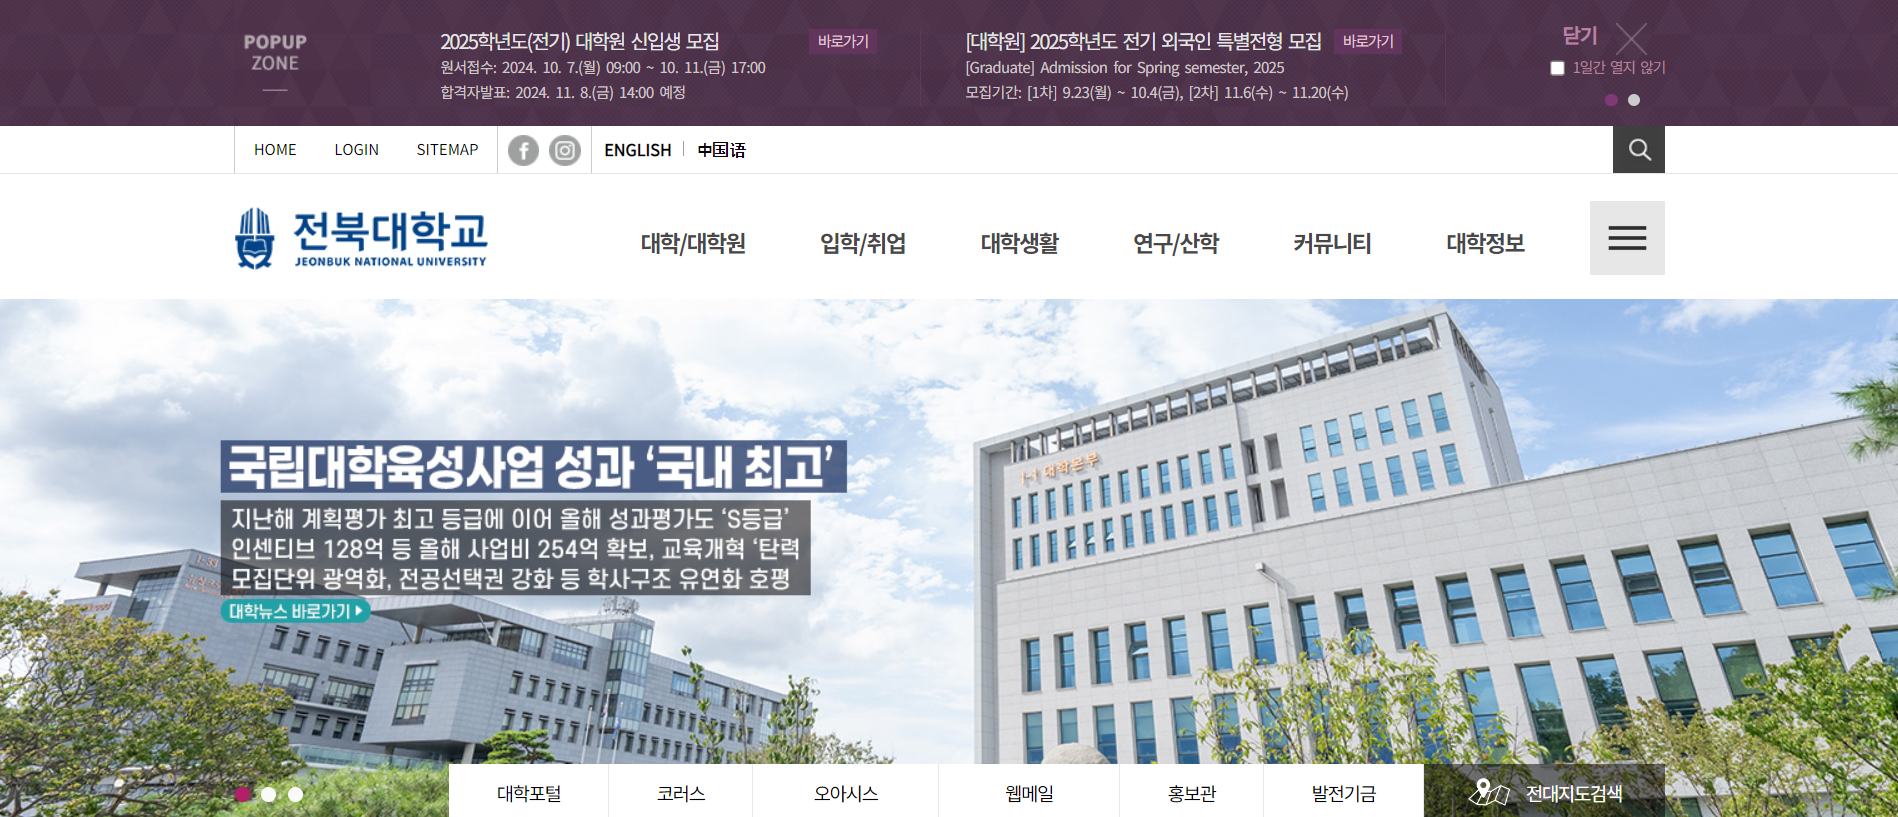 POPUP
ZONE
2025학년도(전기) 대학원 신입생 모집
바로가기
원서접수: 2024. 10. 7.(월) 09:00 ~ 10. 11.(금) 17:00
합격자발표: 2024. 11. 8.(금) 14:00 예정
[대학원] 2025학년도 전기 외국인 특별전형 모집
바로가기
[Graduate] Admission for Spring semester, 2025
모집기간: [1차] 9.23(월) ~ 10.4(금), [2차] 11.6(수) ~ 11.20(수)
닫기
1일간 열지 않기
HOME
LOGIN
SITEMAP
ENGLISH
中国语
전북대학교
JEONBUK NATIONAL UNIVERSITY
대학/대학원
입학/취업
대학생활
연구/산학
커뮤니티
대학정보
1-1 대학본부
국립대학육성사업 성과 ‘국내 최고’
지난해 계획평가 최고 등급에 이어 올해 성과평가도 ‘S등급’
인센티브 128억 등 올해 사업비 254억 확보, 교육개혁 ‘탄력
모집단위 광역화, 전공선택권 강화 등 학사구조 유연화 호평
대학뉴스 바로가기
대학포털
코러스
오아시스
웹메일
홍보관
발전기금
전대지도검색